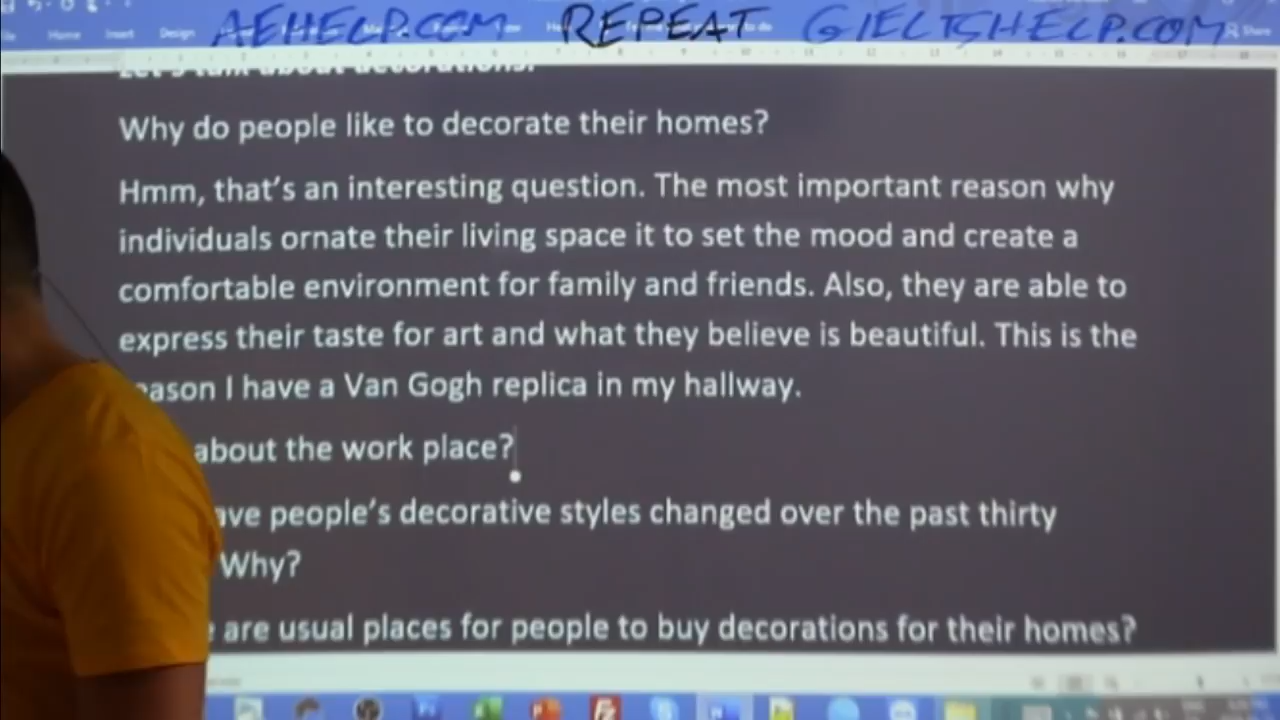 AEHELP.COM REPEAT GIELTSHELP.COM
Home Insert Design
Share
Let's talk about decorations.
Why do people like to decorate their homes?
Hmm, that's an interesting question. The most important reason why
individuals ornate their living space it to set the mood and create a
comfortable environment for family and friends. Also, they are able to
express their taste for art and what they believe is beautiful. This is the
eason I have a Van Gogh replica in my hallway.
about the work place?
ave people's decorative styles changed over the past thirty
Why?
are usual places for people to buy decorations for their homes?